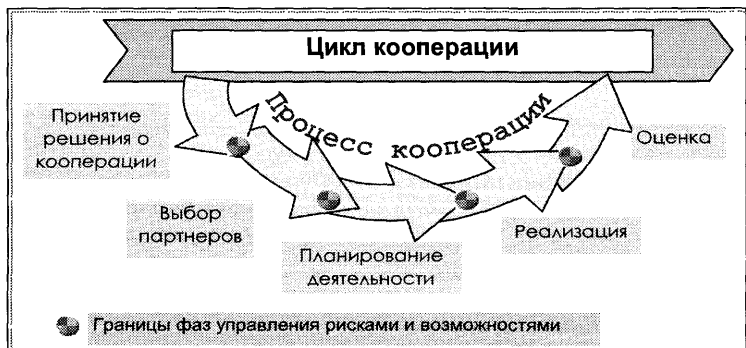 Цикл кооперации
Процесс кооперации
Принятие
решения о
кооперации
Выбор
партнеров
Планирование
деятельности
Реализация
Оценка
Границы фаз управления рисками и возможностями